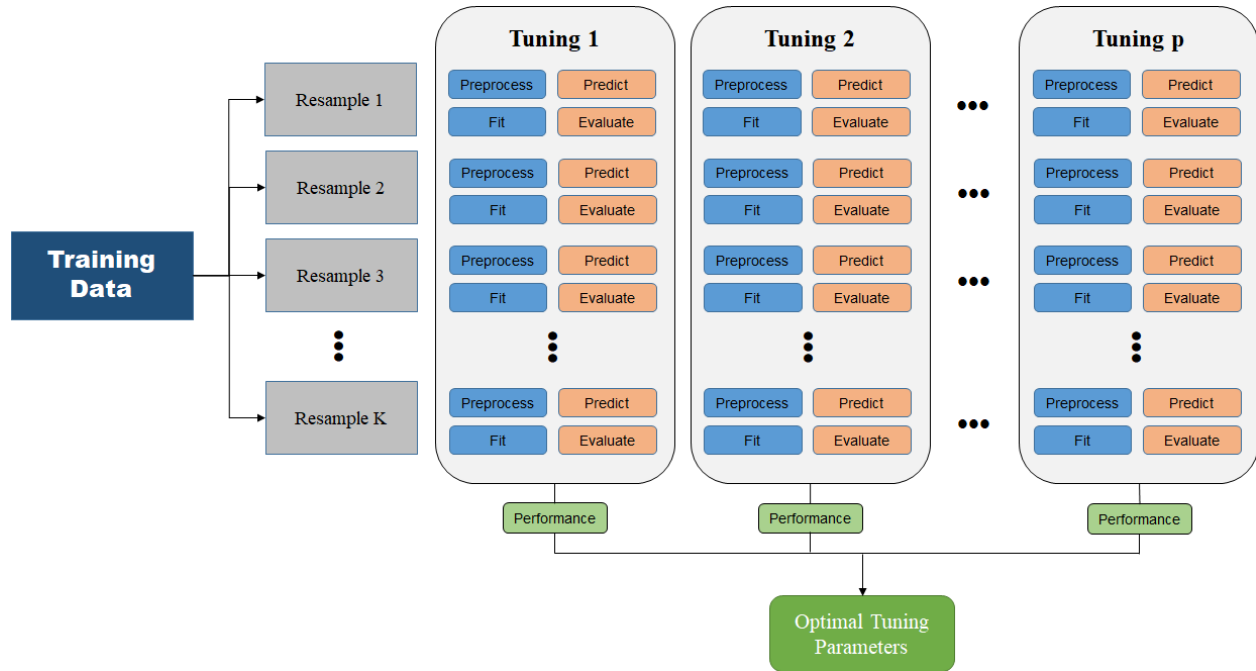 Tuning 1
Tuning 2
Tuning p
Training
Data
Resample 1
Preprocess Predict Preprocess Predict ••• Preprocess Predict
Fit Evaluate Fit Evaluate Fit Evaluate
Resample 2
Preprocess Predict Preprocess Predict ••• Preprocess Predict
Fit Evaluate Fit Evaluate Fit Evaluate
Resample 3
Preprocess Predict Preprocess Predict ••• Preprocess Predict
Fit Evaluate Fit Evaluate Fit Evaluate
Resample K
Preprocess Predict Preprocess Predict ••• Preprocess Predict
Fit Evaluate Fit Evaluate Fit Evaluate
Performance
Performance
Performance
Optimal Tuning
Parameters